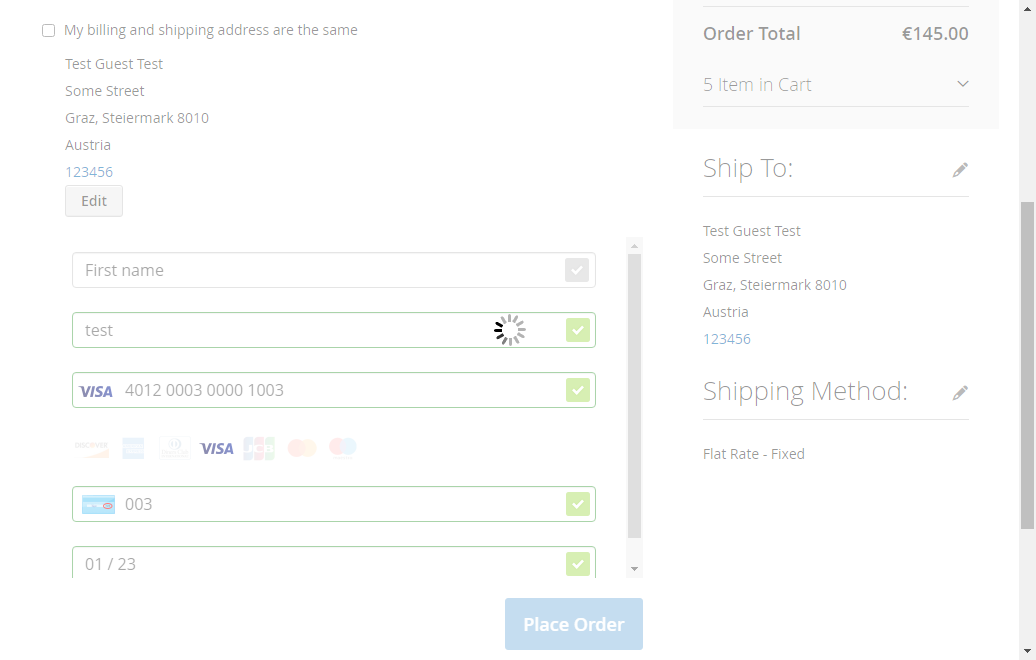 My billing and shipping address are the same
Test Guest Test
Some Street
Graz, Steiermark 8010
Austria
123456
Edit
First name
test
VISA 4012 0003 0000 1003
DISCOVER VISA JCB
003
01 / 23
Place Order
Order Total €145.00
5 Item in Cart
Ship To:
Test Guest Test
Some Street
Graz, Steiermark 8010
Austria
123456
Shipping Method:
Flat Rate - Fixed